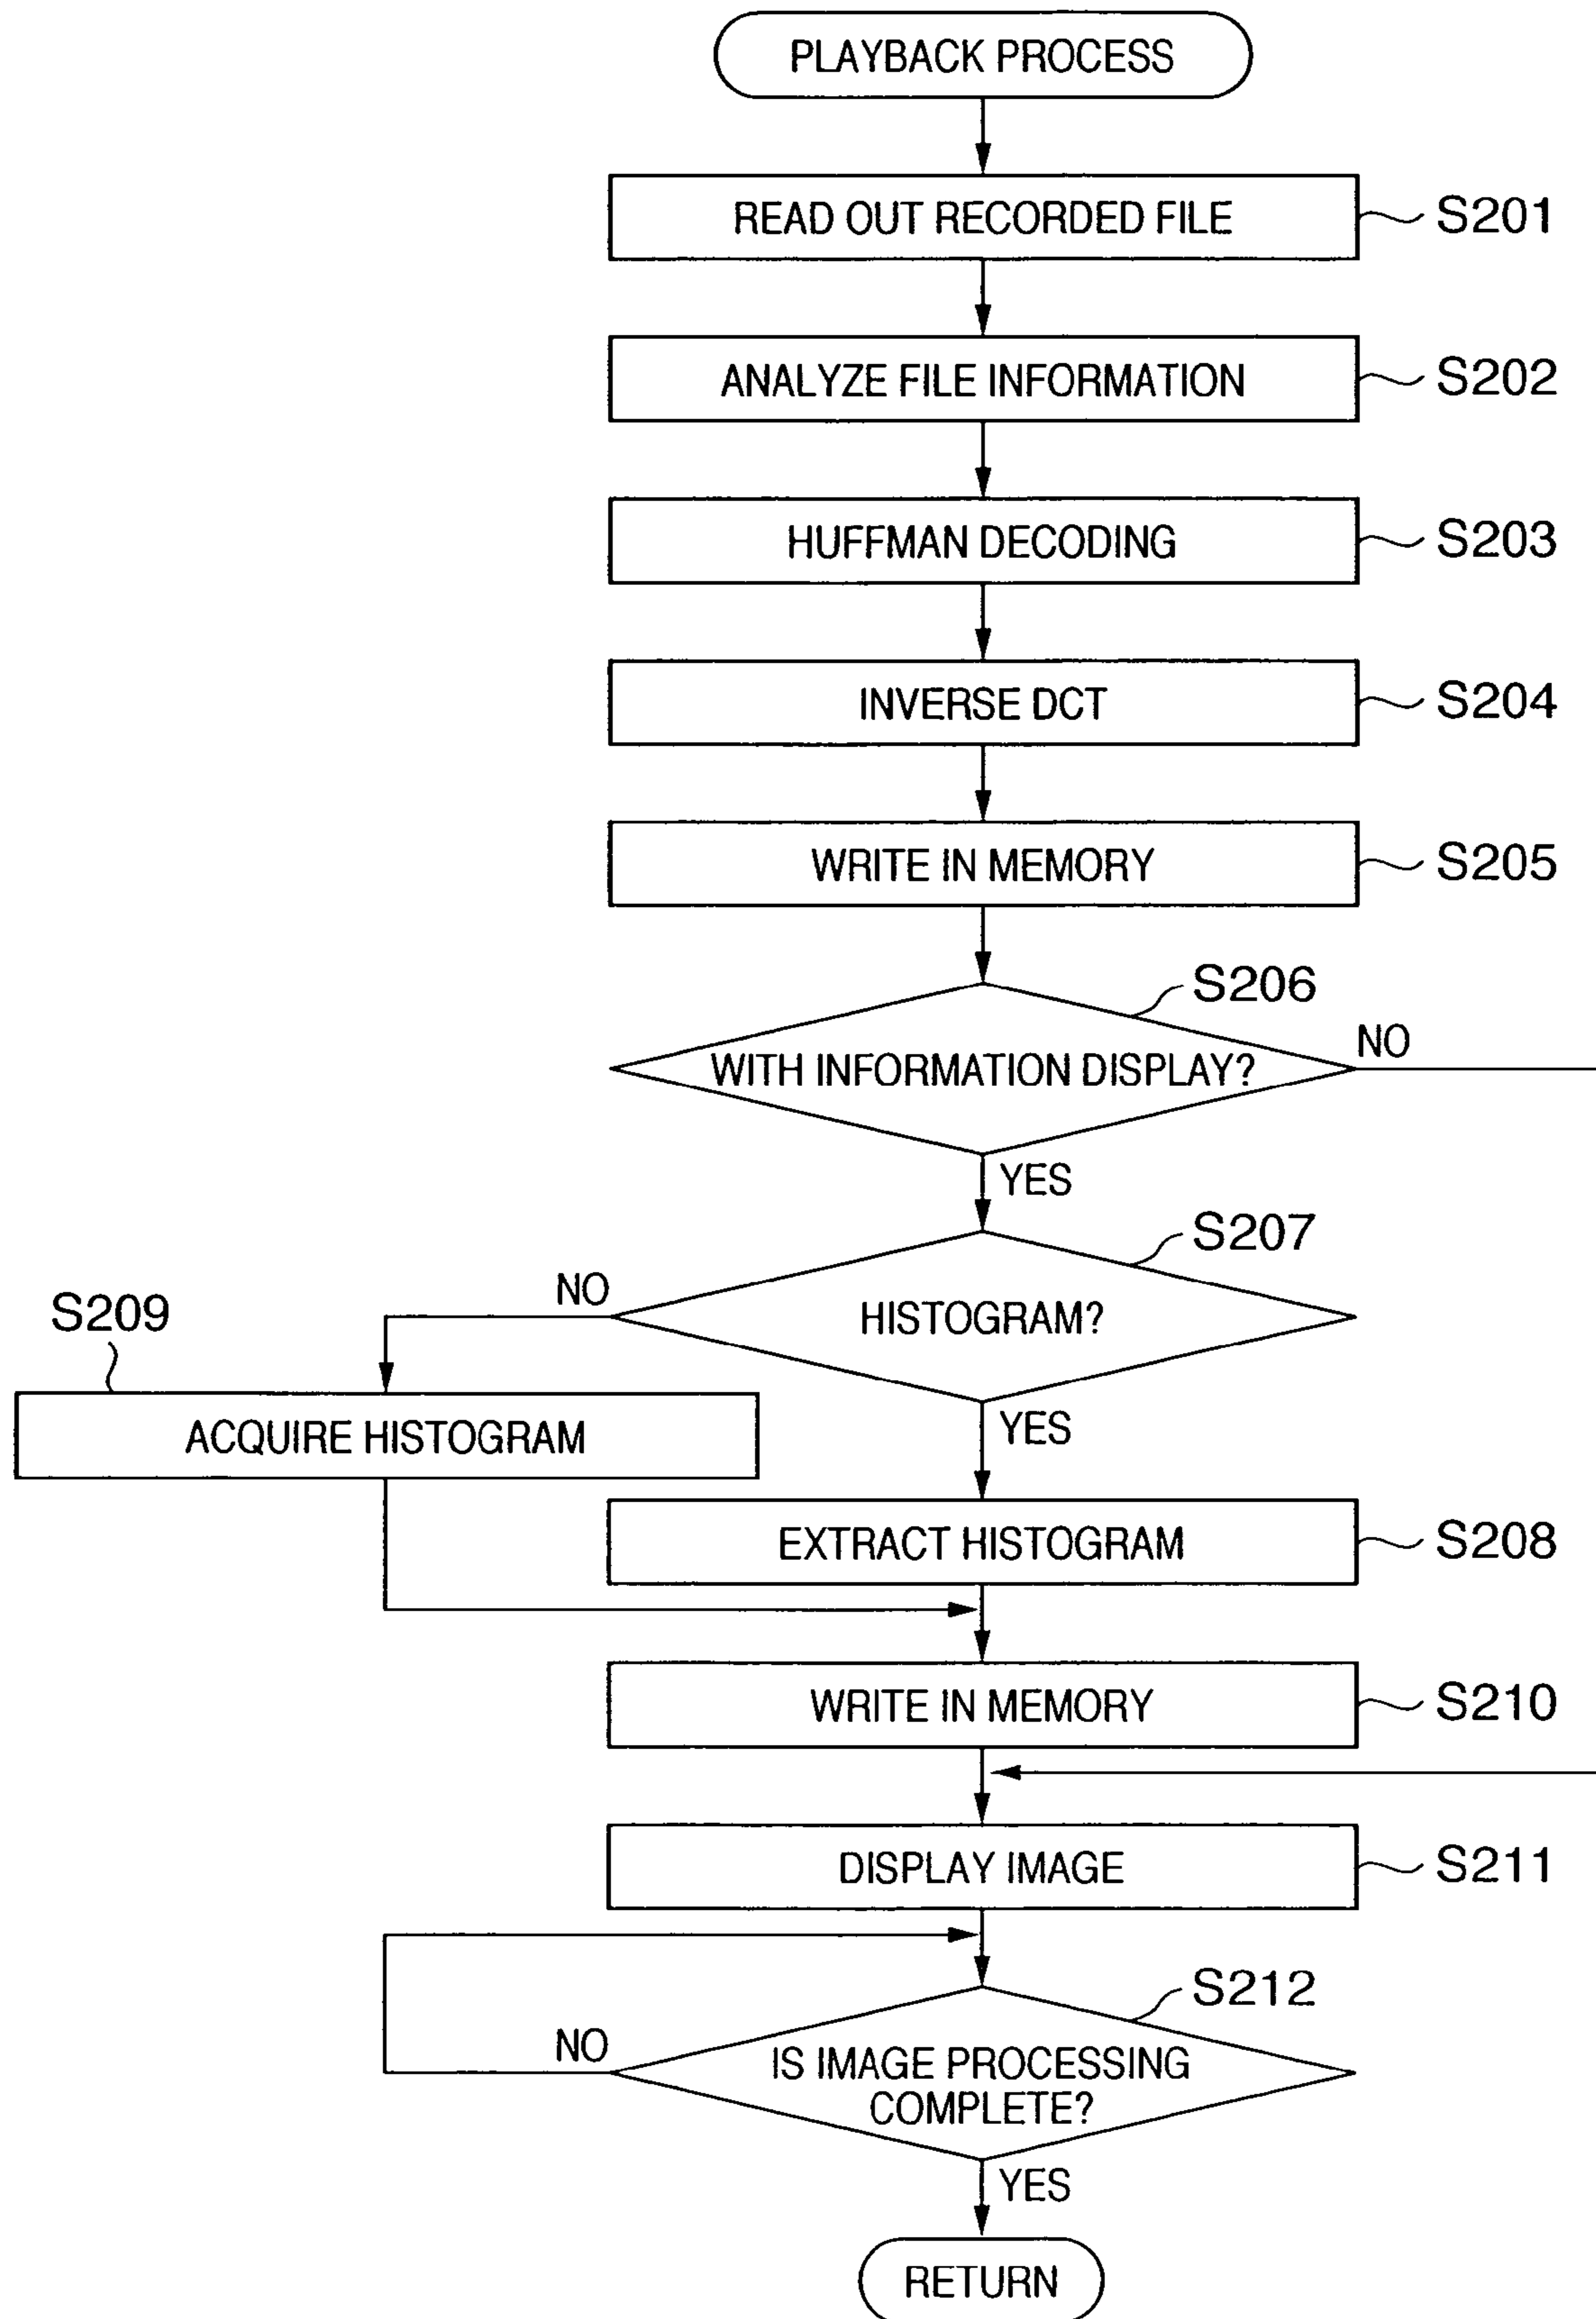 PLAYBACK PROCESS
READ OUT RECORDED FILE
S201
ANALYZE FILE INFORMATION
S202
HUFFMAN DECODING
S203
INVERSE DCT
S204
WRITE IN MEMORY
S205
S206
WITH INFORMATION DISPLAY?
NO
YES
S207
HISTOGRAM?
NO
S209
ACQUIRE HISTOGRAM
YES
EXTRACT HISTOGRAM
S208
WRITE IN MEMORY
S210
DISPLAY IMAGE
S211
S212
IS IMAGE PROCESSING
COMPLETE?
NO
YES
RETURN